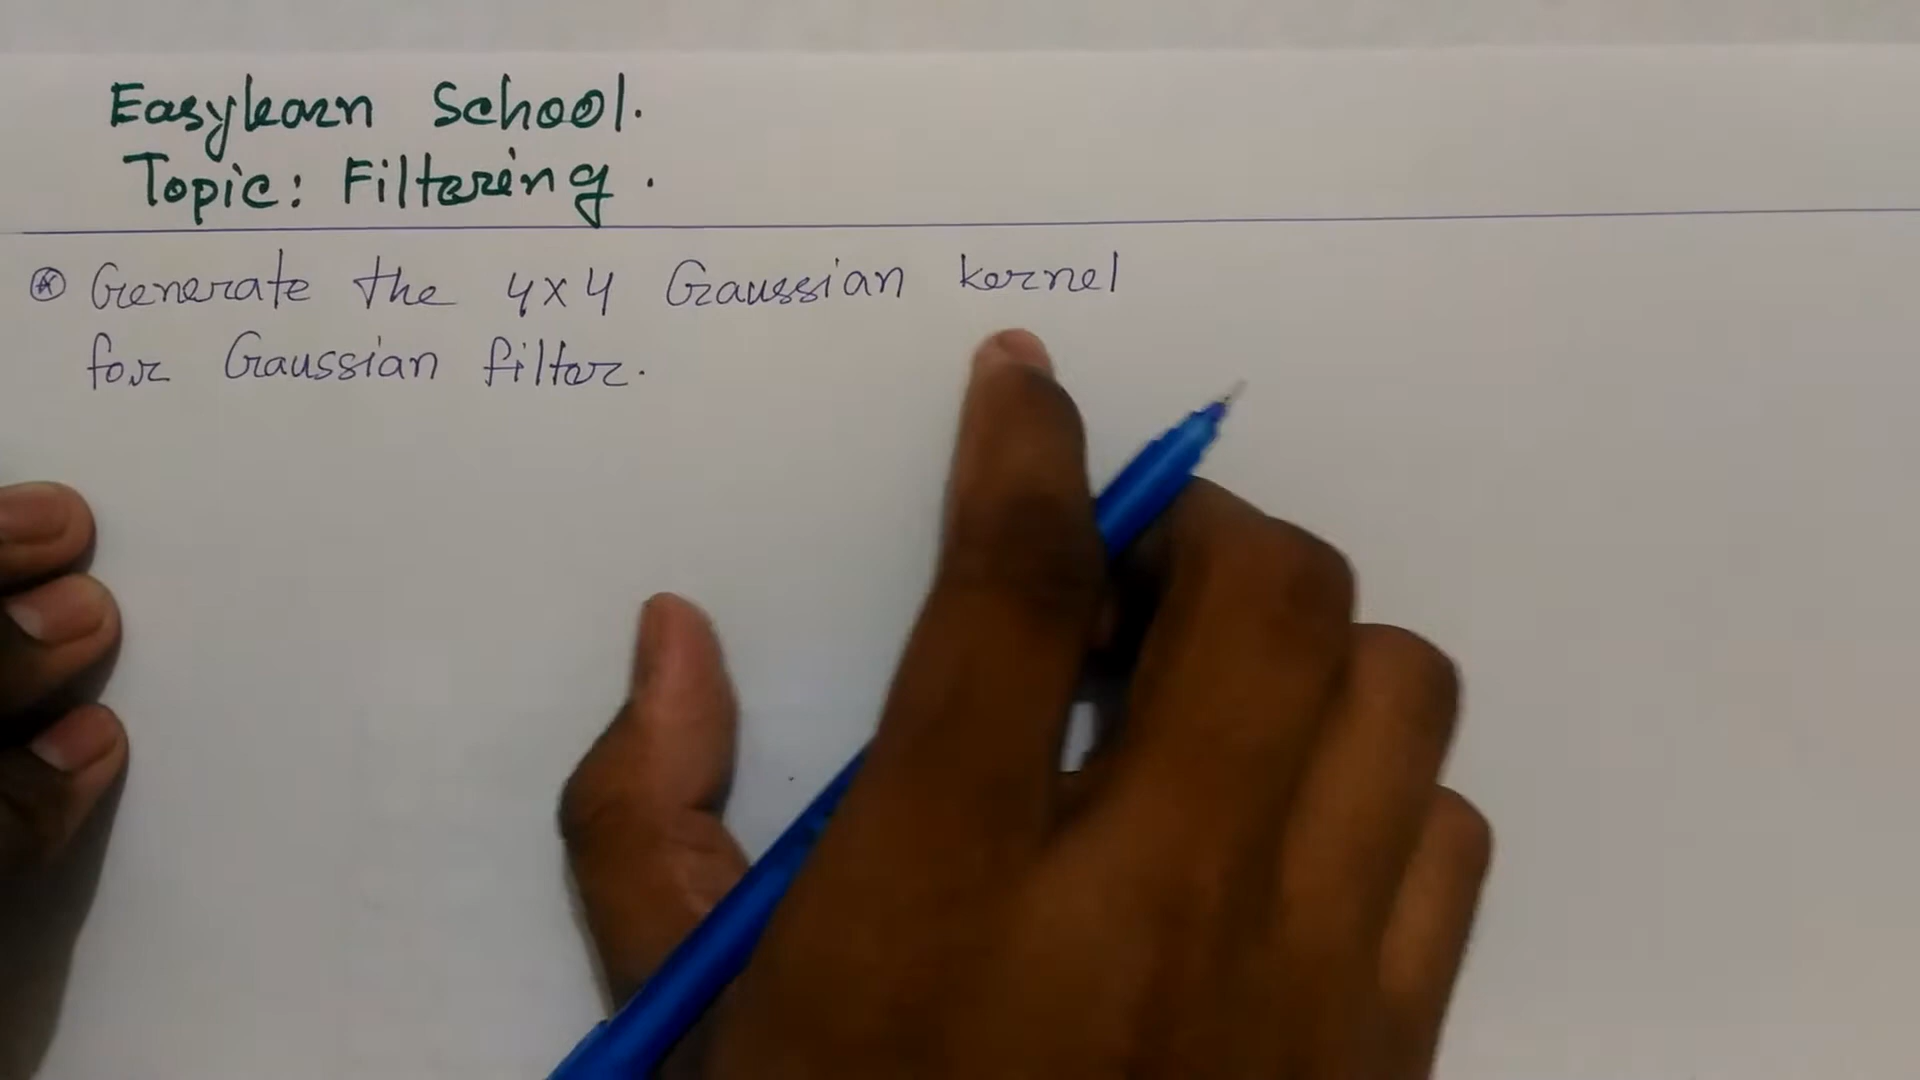 Easylearn School.
Topic: Filtering.
Generate the 4x4 Gaussian kernel
for Gaussian filter.